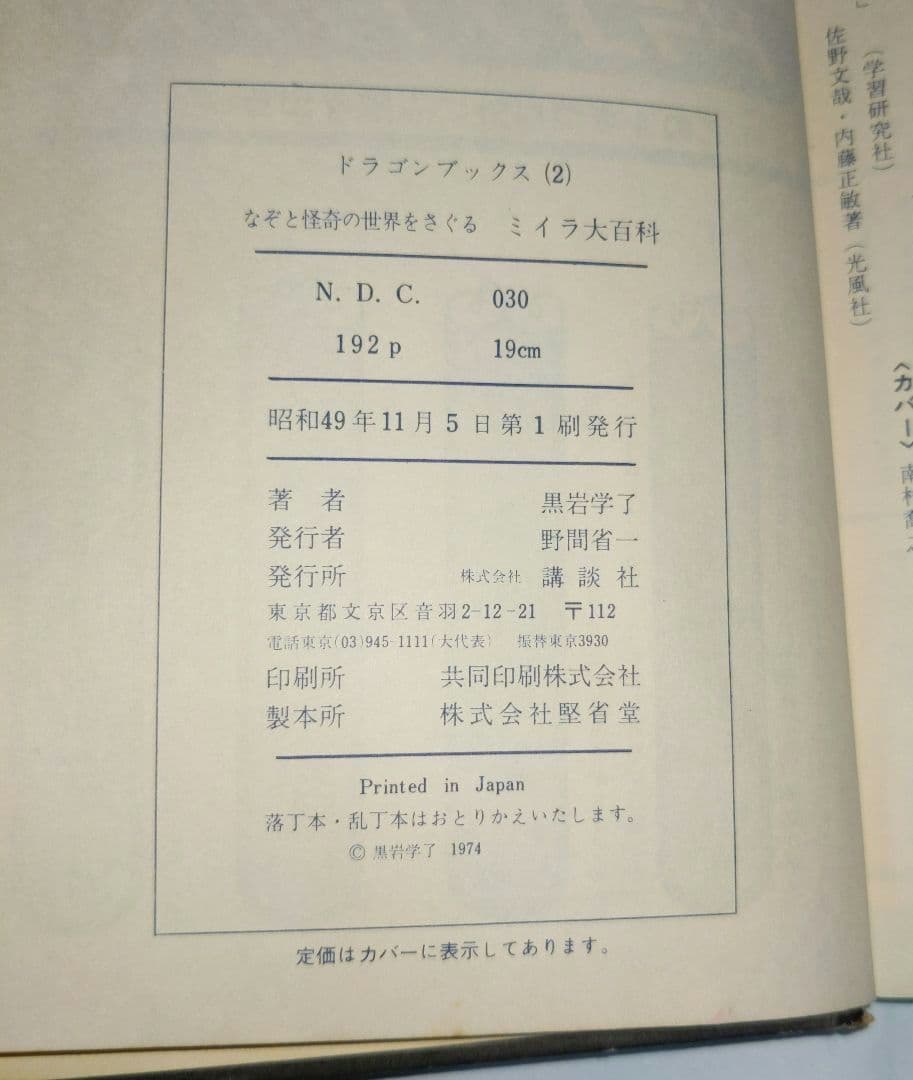 ドラゴンブックス(2)
なぞと怪奇の世界をさぐる ミイラ大百科
N. D. C. 030
192p 19cm
昭和49年11月5日第1刷発行
著者 黒岩学了
発行者 野間省一
発行所 株式会社 講談社
東京都文京区音羽2-12-21 〒112
電話東京(03)945-1111(大代表) 振替東京3930
印刷所 共同印刷株式会社
製本所 株式会社堅省堂
Printed in Japan
落丁本・乱丁本はおとりかえいたします。
© 黒岩学了 1974
定価はカバーに表示してあります。
』 (学習研究社)
佐野文哉・内藤正敏著(光風社)
〈カバー〉 南村